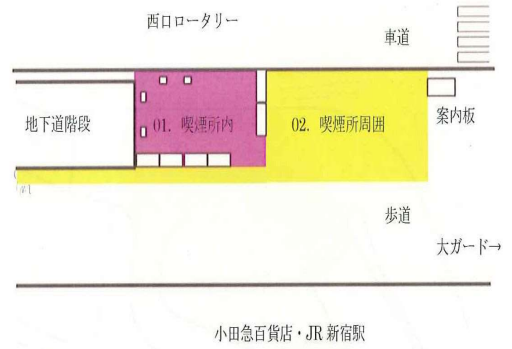 西口ロータリー
車道
地下道階段
01. 喫煙所内
02. 喫煙所周囲
案内板
歩道
大ガード→
小田急百貨店・JR 新宿駅